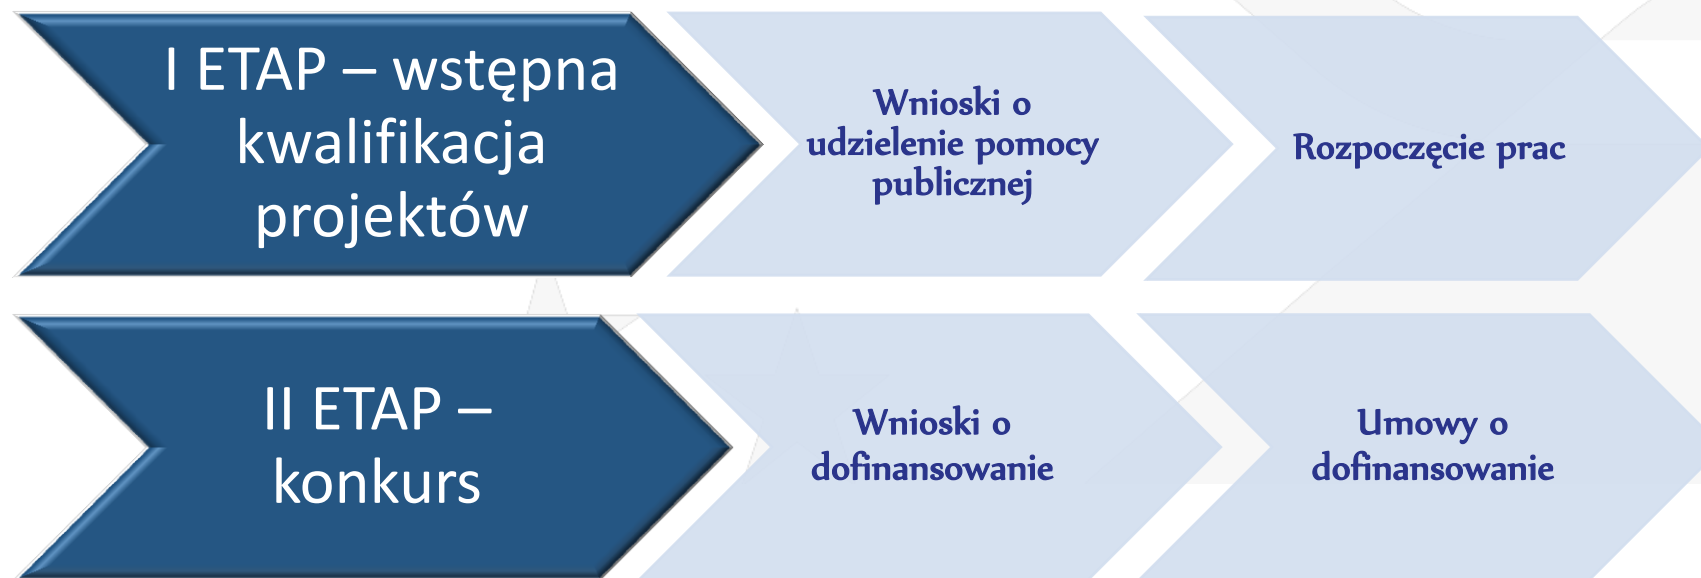 I ETAP – wstępna
kwalifikacja
projektów
Wnioski o
udzielenie pomocy
publicznej
Rozpoczęcie prac
II ETAP –
konkurs
Wnioski o
dofinansowanie
Umowy o
dofinansowanie